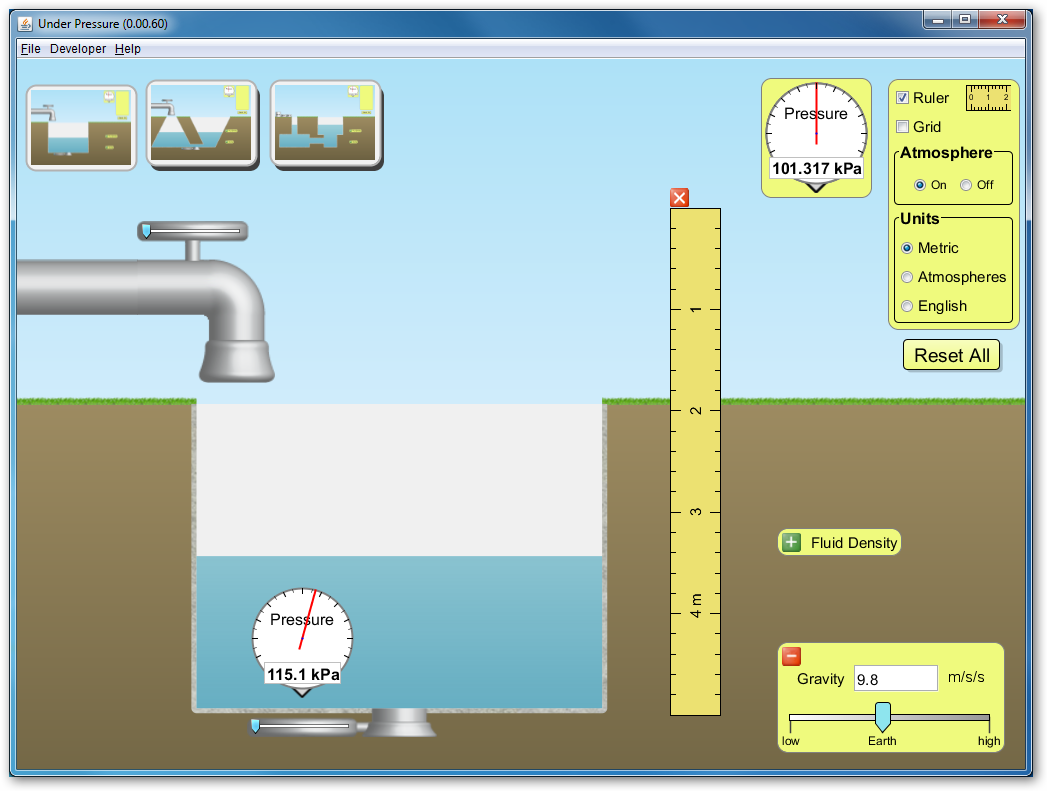 Under Pressure (0.00.60)
File Developer Help
Pressure
101.317 kPa
Ruler
0 1 2
Grid
Atmosphere
On Off
Units
Metric
Atmospheres
English
Reset All
1
2
3
4 m
Fluid Density
Pressure
115.1 kPa
Gravity 9.8 m/s/s
low Earth high